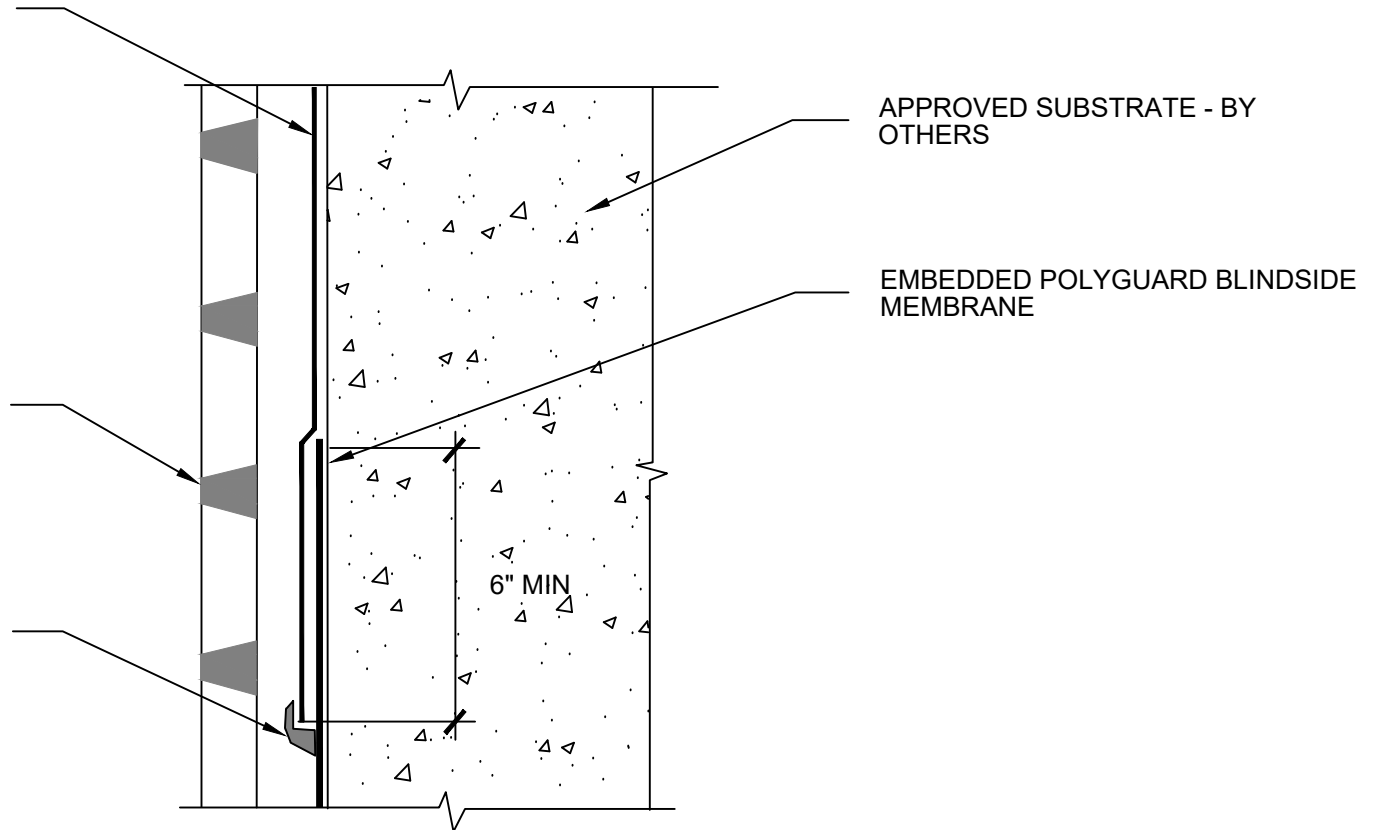 APPROVED SUBSTRATE - BY
OTHERS
EMBEDDED POLYGUARD BLINDSIDE
MEMBRANE
6" MIN